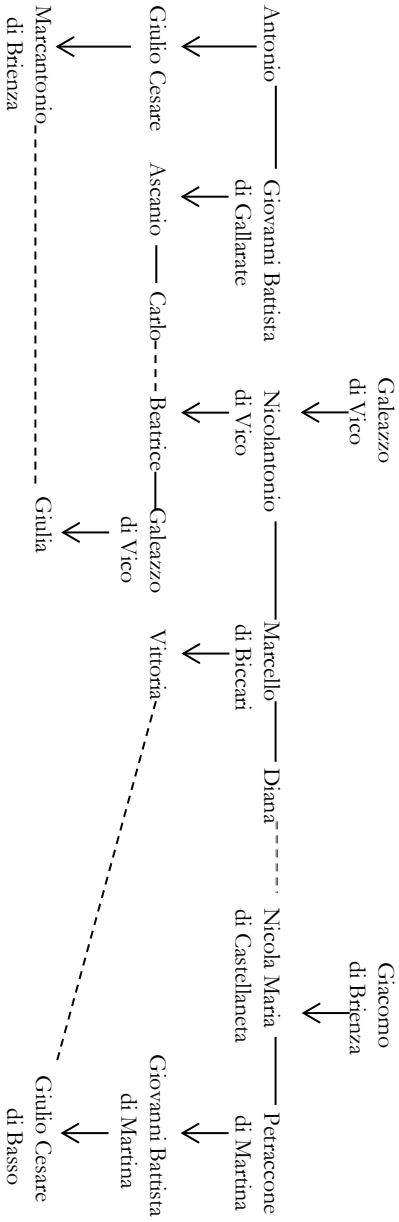 Galeazzo
di Vico
Giacomo
di Brienza
Antonio
Giovanni Battista
di Gallarate
Nicolantonio
di Vico
Marcello
di Biccari
Diana
Nicola Maria
di Castellaneta
Petraccone
di Martina
Giulio Cesare
Ascanio
Carlo
Beatrice
Galeazzo
di Vico
Vittoria
Giovanni Battista
di Martina
Marcantonio
di Brienza
Giulia
Giulio Cesare
di Basso